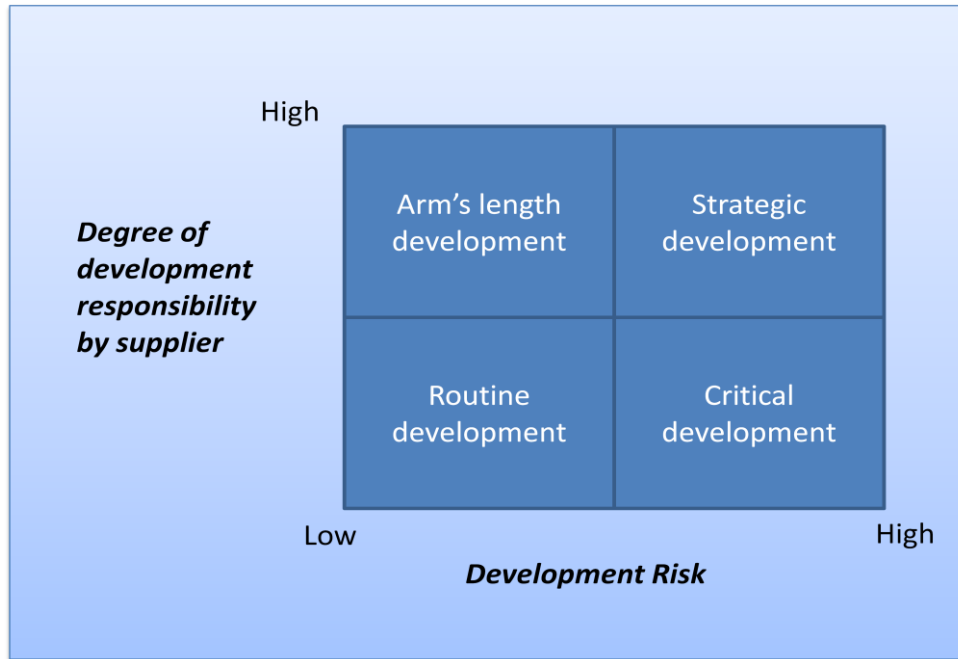 High
Arm’s length
development
Strategic
development
Degree of
development
responsibility
by supplier
Routine
development
Critical
development
Low
High
Development Risk